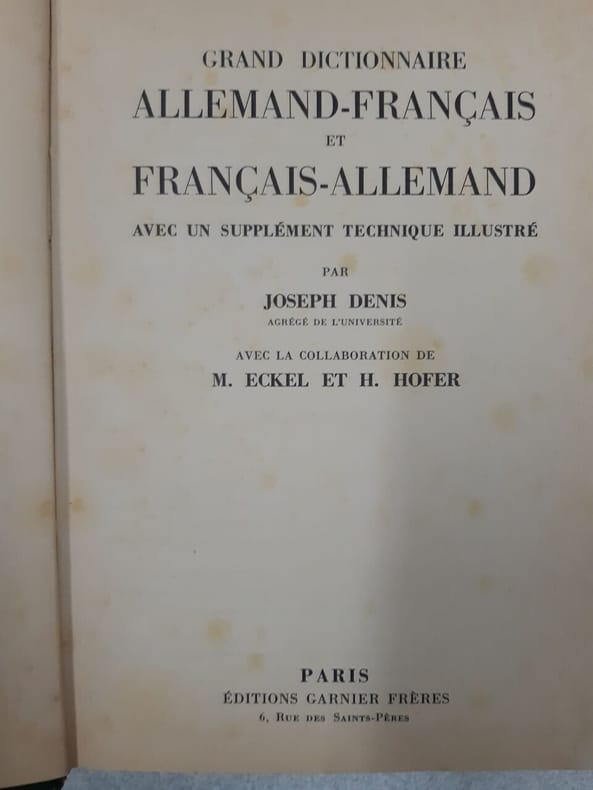 GRAND DICTIONNAIRE
ALLEMAND-FRANÇAIS
ET
FRANÇAIS-ALLEMAND
AVEC UN SUPPLÉMENT TECHNIQUE ILLUSTRÉ
PAR
JOSEPH DENIS
AGRÉGÉ DE L'UNIVERSITÉ
AVEC LA COLLABORATION DE
M. ECKEL ET H. HOFER
PARIS
ÉDITIONS GARNIER FRÈRES
6, RUE DES SAINTS-PÈRES